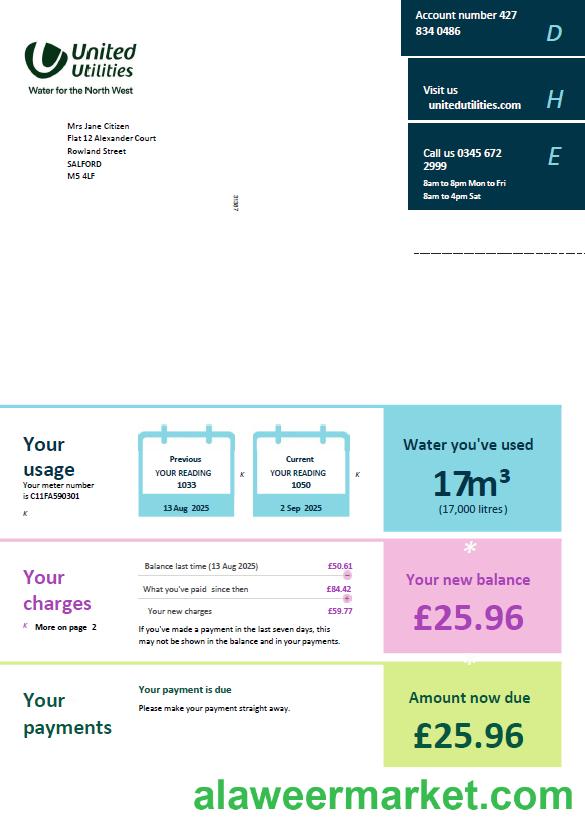 United
Utilities
Water for the North West
Account number 427
834 0486
D
Visit us
unitedutilities.com
H
Call us 0345 672
2999
E
8am to 8pm Mon to Fri
8am to 4pm Sat
Mrs Jane Citizen
Flat 12 Alexander Court
Rowland Street
SALFORD
M5 4LF
Your
usage
Your meter number
is C11FA590301
K
Previous
YOUR READING
1033
13 Aug 2025
K
Current
YOUR READING
1050
2 Sep 2025
K
Water you've used
17m³
(17,000 litres)
Your
charges
K More on page 2
Balance last time (13 Aug 2025) £50.61
−
What you've paid since then £84.42
+
Your new charges £59.77
If you've made a payment in the last seven days, this
may not be shown in the balance and in your payments.
*
Your new balance
£25.96
Your
payments
Your payment is due
Please make your payment straight away.
Amount now due
£25.96
alaweermarket.com